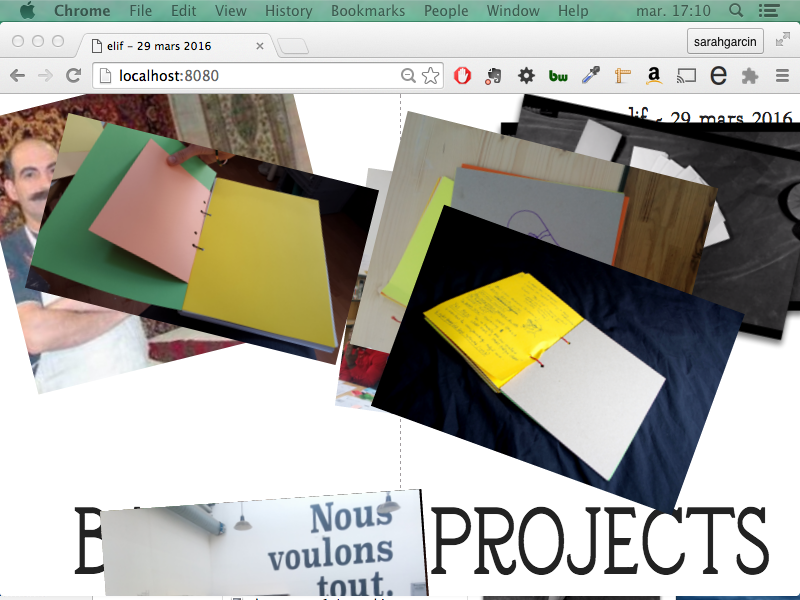 Chrome File Edit View History Bookmarks People Window Help mar. 17:10
elif – 29 mars 2016
sarahgarcin
localhost:8080
elif - 29 mars 2016
PROJECTS
Nous
voulons
tout.